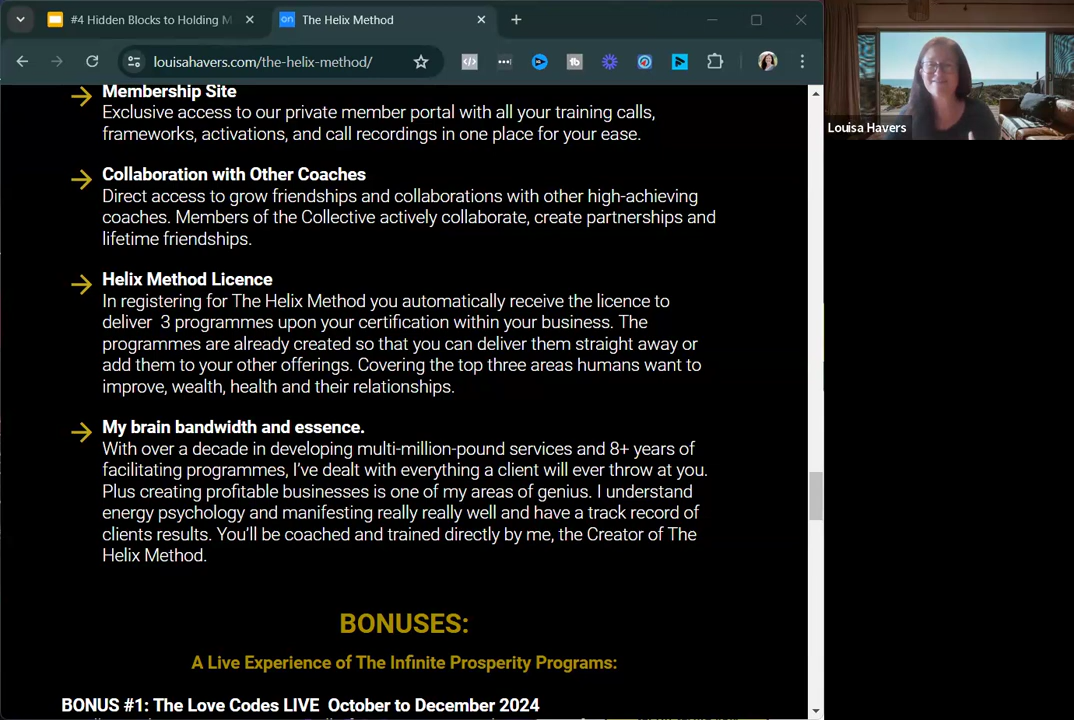 #4 Hidden Blocks to Holding M
The Helix Method
louisahavers.com/the-helix-method/
Membership Site
Exclusive access to our private member portal with all your training calls,
frameworks, activations, and call recordings in one place for your ease.
Collaboration with Other Coaches
Direct access to grow friendships and collaborations with other high-achieving
coaches. Members of the Collective actively collaborate, create partnerships and
lifetime friendships.
Helix Method Licence
In registering for The Helix Method you automatically receive the licence to
deliver 3 programmes upon your certification within your business. The
programmes are already created so that you can deliver them straight away or
add them to your other offerings. Covering the top three areas humans want to
improve, wealth, health and their relationships.
My brain bandwidth and essence.
With over a decade in developing multi-million-pound services and 8+ years of
facilitating programmes, I've dealt with everything a client will ever throw at you.
Plus creating profitable businesses is one of my areas of genius. I understand
energy psychology and manifesting really really well and have a track record of
clients results. You'll be coached and trained directly by me, the Creator of The
Helix Method.
BONUSES:
A Live Experience of The Infinite Prosperity Programs:
BONUS #1: The Love Codes LIVE October to December 2024
Louisa Havers